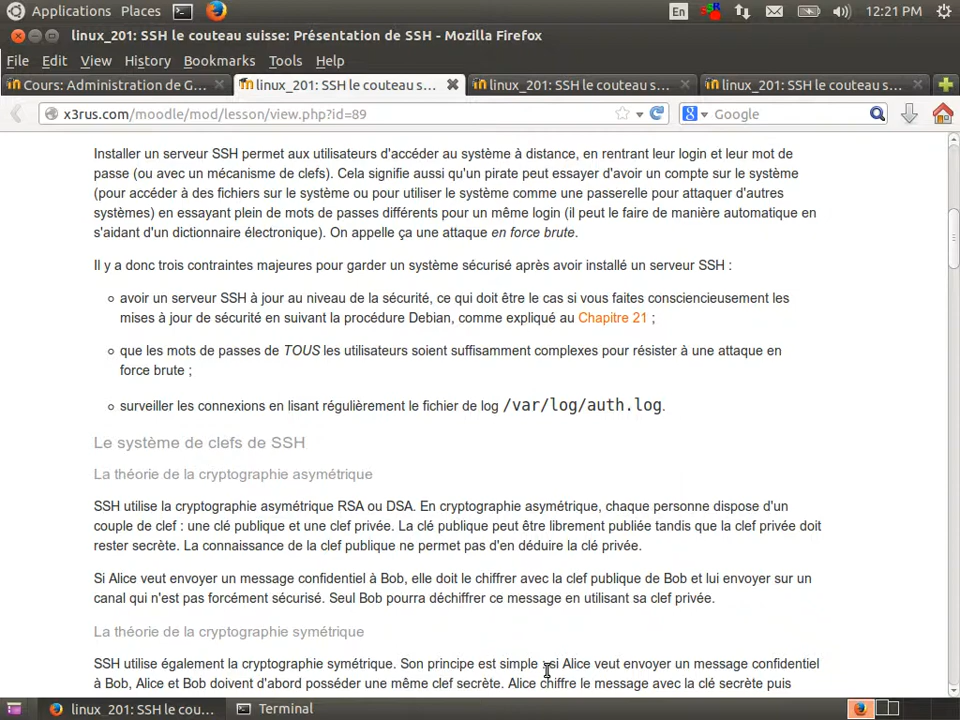 Applications Places En 12:21 PM
linux_201: SSH le couteau suisse: Présentation de SSH - Mozilla Firefox
File Edit View History Bookmarks Tools Help
Cours: Administration de G... linux_201: SSH le couteau s... linux_201: SSH le couteau s... linux_201: SSH le couteau s...
x3rus.com/moodle/mod/lesson/view.php?id=89 Google
Installer un serveur SSH permet aux utilisateurs d'accéder au système à distance, en rentrant leur login et leur mot de
passe (ou avec un mécanisme de clefs). Cela signifie aussi qu'un pirate peut essayer d'avoir un compte sur le système
(pour accéder à des fichiers sur le système ou pour utiliser le système comme une passerelle pour attaquer d'autres
systèmes) en essayant plein de mots de passes différents pour un même login (il peut le faire de manière automatique en
s'aidant d'un dictionnaire électronique). On appelle ça une attaque en force brute.
Il y a donc trois contraintes majeures pour garder un système sécurisé après avoir installé un serveur SSH :
avoir un serveur SSH à jour au niveau de la sécurité, ce qui doit être le cas si vous faites consciencieusement les
mises à jour de sécurité en suivant la procédure Debian, comme expliqué au Chapitre 21 ;
que les mots de passes de TOUS les utilisateurs soient suffisamment complexes pour résister à une attaque en
force brute ;
surveiller les connexions en lisant régulièrement le fichier de log /var/log/auth.log.
Le système de clefs de SSH
La théorie de la cryptographie asymétrique
SSH utilise la cryptographie asymétrique RSA ou DSA. En cryptographie asymétrique, chaque personne dispose d'un
couple de clef : une clé publique et une clef privée. La clé publique peut être librement publiée tandis que la clef privée doit
rester secrète. La connaissance de la clef publique ne permet pas d'en déduire la clé privée.
Si Alice veut envoyer un message confidentiel à Bob, elle doit le chiffrer avec la clef publique de Bob et lui envoyer sur un
canal qui n'est pas forcément sécurisé. Seul Bob pourra déchiffrer ce message en utilisant sa clef privée.
La théorie de la cryptographie symétrique
SSH utilise également la cryptographie symétrique. Son principe est simple : si Alice veut envoyer un message confidentiel
à Bob, Alice et Bob doivent d'abord posséder une même clef secrète. Alice chiffre le message avec la clé secrète puis
linux_201: SSH le cou... Terminal